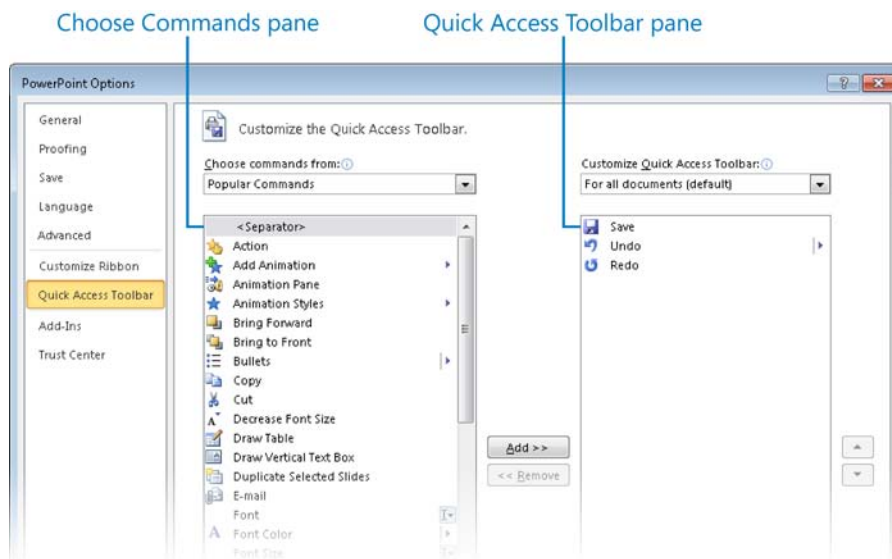 Choose Commands pane
Quick Access Toolbar pane
PowerPoint Options
General
Proofing
Save
Language
Advanced
Customize Ribbon
Quick Access Toolbar
Add-Ins
Trust Center
Customize the Quick Access Toolbar.
Choose commands from:
Popular Commands
<Separator>
Action
Add Animation
Animation Pane
Animation Styles
Bring Forward
Bring to Front
Bullets
Copy
Cut
Decrease Font Size
Draw Table
Draw Vertical Text Box
Duplicate Selected Slides
E-mail
Font
Font Color
Font Size
Add >>
<< Remove
Customize Quick Access Toolbar:
For all documents (default)
Save
Undo
Redo